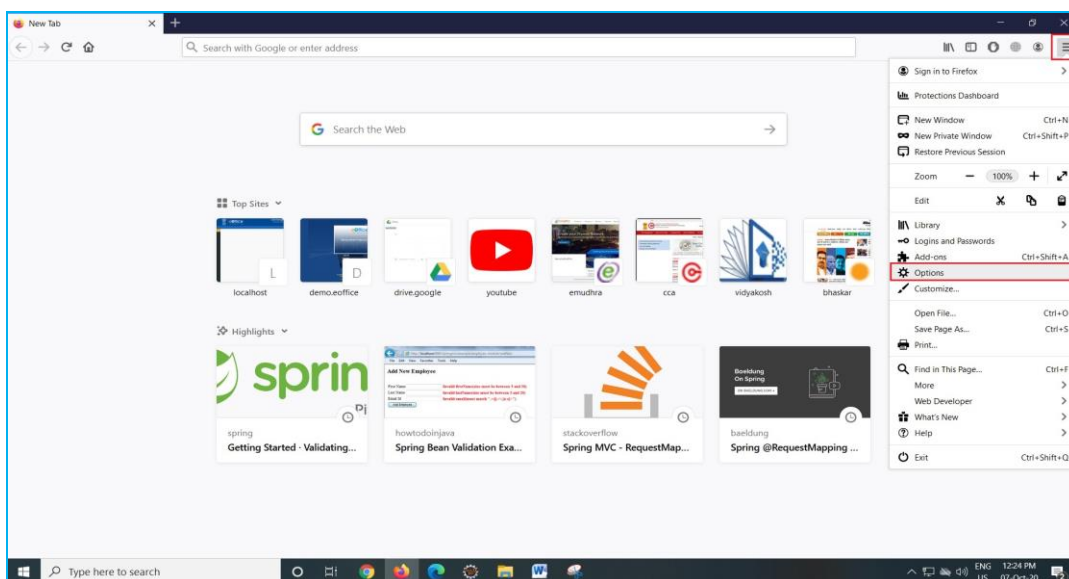 New Tab
Search with Google or enter address
Sign in to Firefox
Protections Dashboard
New Window Ctrl+N
New Private Window Ctrl+Shift+P
Restore Previous Session
Zoom 100%
Edit
Library
Logins and Passwords
Add-ons Ctrl+Shift+A
Options
Customize...
Open File... Ctrl+O
Save Page As... Ctrl+S
Print...
Find in This Page... Ctrl+F
More
Web Developer
What's New
Help
Exit Ctrl+Shift+Q
Search the Web
Top Sites
L D
localhost demo.eoffice drive.google youtube emudhra cca vidyakosh bhaskar
Highlights
spring
Add New Employee
Baeldung
On Spring
spring howtodoinjava stackoverflow baeldung
Getting Started · Validating... Spring Bean Validation Exa... Spring MVC - RequestMap... Spring @RequestMapping ...
Type here to search
ENG 12:24 PM
US 07-Oct-20